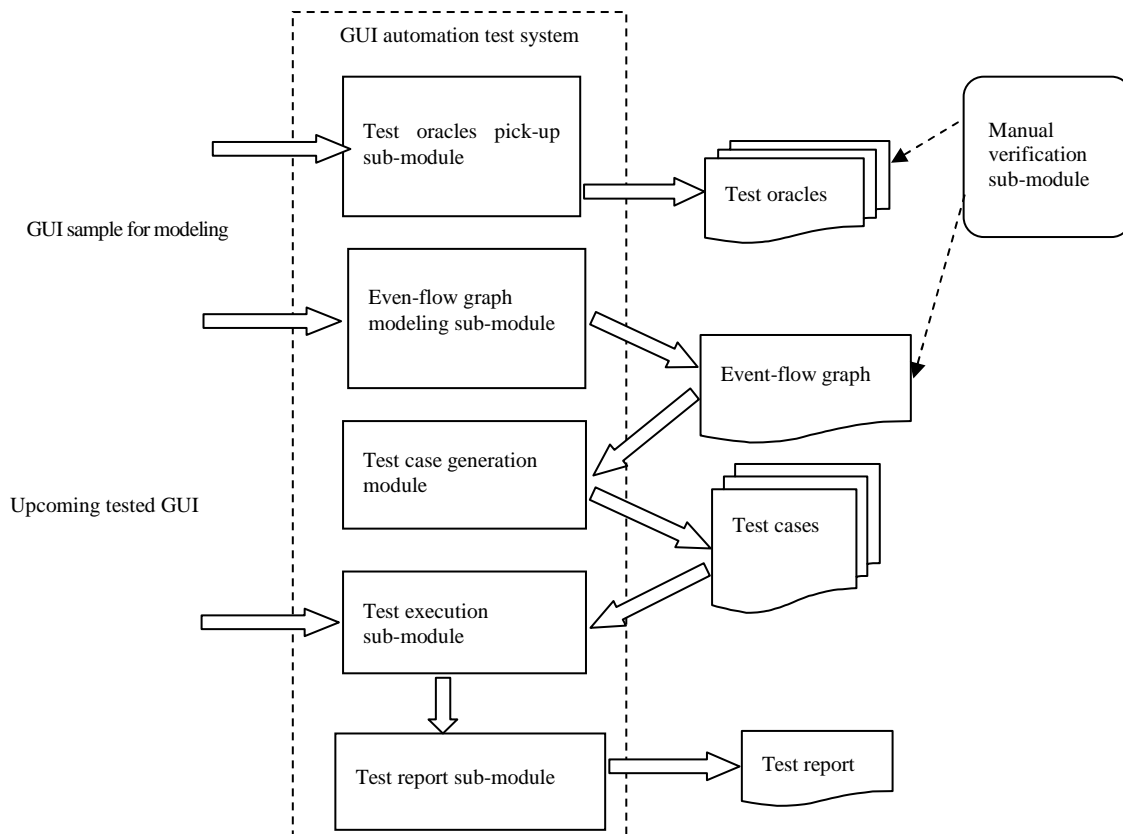 GUI automation test system
Test oracles pick-up
sub-module
Manual
verification
sub-module
Test oracles
GUI sample for modeling
Even-flow graph
modeling sub-module
Event-flow graph
Test case generation
module
Upcoming tested GUI
Test cases
Test execution
sub-module
Test report sub-module
Test report